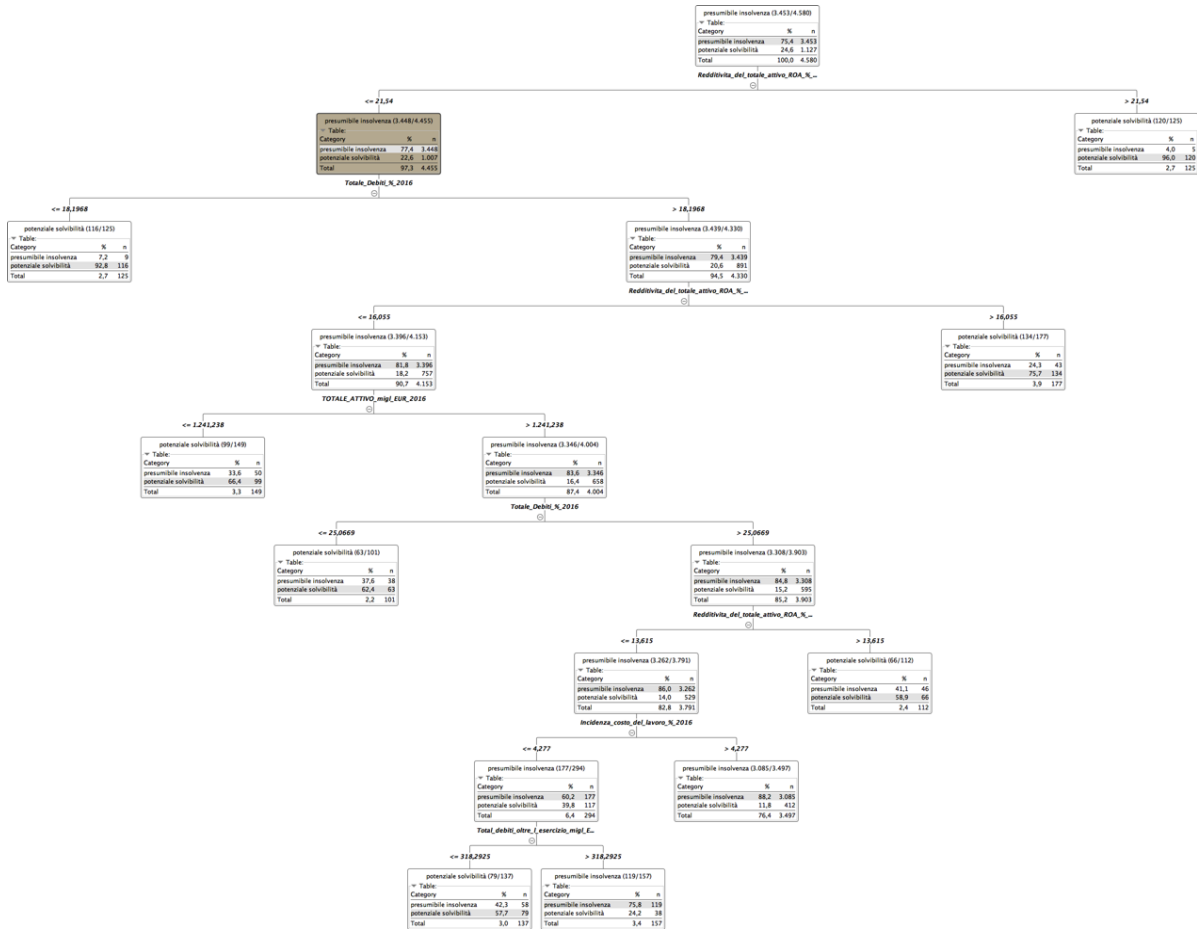 presumibile insolvenza (3.453/4.580)
Table:
Category % n
presumibile insolvenza 75,4 3.453
potenziale solvibilità 24,6 1.127
Total 100,0 4.580
Redditivita_del_totale_attivo_ROA_%_...
<= 21,54
> 21,54
presumibile insolvenza (3.448/4.455)
Table:
Category % n
presumibile insolvenza 77,4 3.448
potenziale solvibilità 22,6 1.007
Total 97,3 4.455
Totale_Debiti_%_2016
potenziale solvibilità (120/125)
Table:
Category % n
presumibile insolvenza 4,0 5
potenziale solvibilità 96,0 120
Total 2,7 125
<= 18,1968
> 18,1968
potenziale solvibilità (116/125)
Table:
Category % n
presumibile insolvenza 7,2 9
potenziale solvibilità 92,8 116
Total 2,7 125
presumibile insolvenza (3.439/4.330)
Table:
Category % n
presumibile insolvenza 79,4 3.439
potenziale solvibilità 20,6 891
Total 94,5 4.330
Redditivita_del_totale_attivo_ROA_%_...
<= 16,055
> 16,055
presumibile insolvenza (3.396/4.153)
Table:
Category % n
presumibile insolvenza 81,8 3.396
potenziale solvibilità 18,2 757
Total 90,7 4.153
TOTALE_ATTIVO_migl_EUR_2016
potenziale solvibilità (134/177)
Table:
Category % n
presumibile insolvenza 24,3 43
potenziale solvibilità 75,7 134
Total 3,9 177
<= 1.241,238
> 1.241,238
potenziale solvibilità (99/149)
Table:
Category % n
presumibile insolvenza 33,6 50
potenziale solvibilità 66,4 99
Total 3,3 149
presumibile insolvenza (3.346/4.004)
Table:
Category % n
presumibile insolvenza 83,6 3.346
potenziale solvibilità 16,4 658
Total 87,4 4.004
Totale_Debiti_%_2016
<= 25,0669
> 25,0669
potenziale solvibilità (63/101)
Table:
Category % n
presumibile insolvenza 37,6 38
potenziale solvibilità 62,4 63
Total 2,2 101
presumibile insolvenza (3.308/3.903)
Table:
Category % n
presumibile insolvenza 84,8 3.308
potenziale solvibilità 15,2 595
Total 85,2 3.903
Redditivita_del_totale_attivo_ROA_%_...
<= 13,615
> 13,615
presumibile insolvenza (3.262/3.791)
Table:
Category % n
presumibile insolvenza 86,0 3.262
potenziale solvibilità 14,0 529
Total 82,8 3.791
Incidenza_costo_del_lavoro_%_2016
potenziale solvibilità (66/112)
Table:
Category % n
presumibile insolvenza 41,1 46
potenziale solvibilità 58,9 66
Total 2,4 112
<= 4,277
> 4,277
presumibile insolvenza (177/294)
Table:
Category % n
presumibile insolvenza 60,2 177
potenziale solvibilità 39,8 117
Total 6,4 294
Total_debiti_oltre_l_esercizio_migl_E...
presumibile insolvenza (3.085/3.497)
Table:
Category % n
presumibile insolvenza 88,2 3.085
potenziale solvibilità 11,8 412
Total 76,4 3.497
<= 318,2925
> 318,2925
potenziale solvibilità (79/137)
Table:
Category % n
presumibile insolvenza 42,3 58
potenziale solvibilità 57,7 79
Total 3,0 137
presumibile insolvenza (119/157)
Table:
Category % n
presumibile insolvenza 75,8 119
potenziale solvibilità 24,2 38
Total 3,4 157